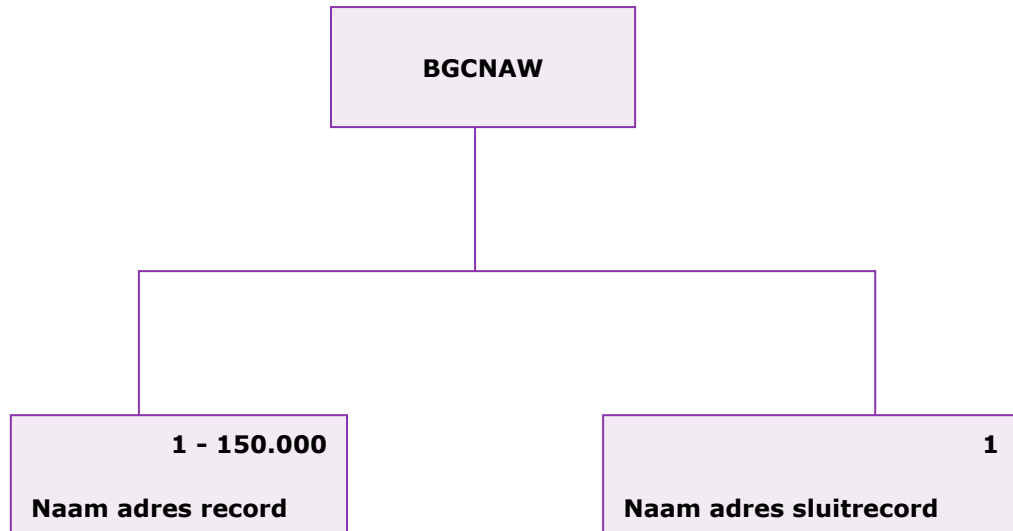 BGCNAW
1 - 150.000
Naam adres record
1
Naam adres sluitrecord